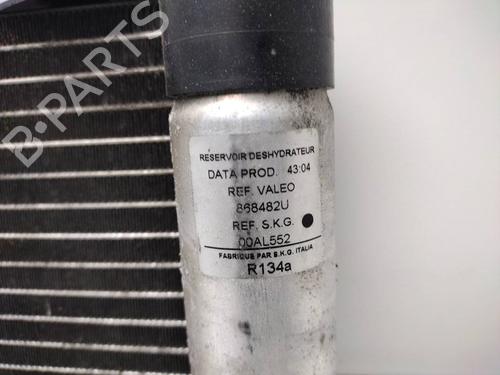 B-PARTS
RESERVOIR DESHYDRATEUR
DATA PROD. 43:04
REF. VALEO
868482U
REF. S.K.G.
00AL552
FABRIQUE PAR S.K.G. ITALIA
R134a